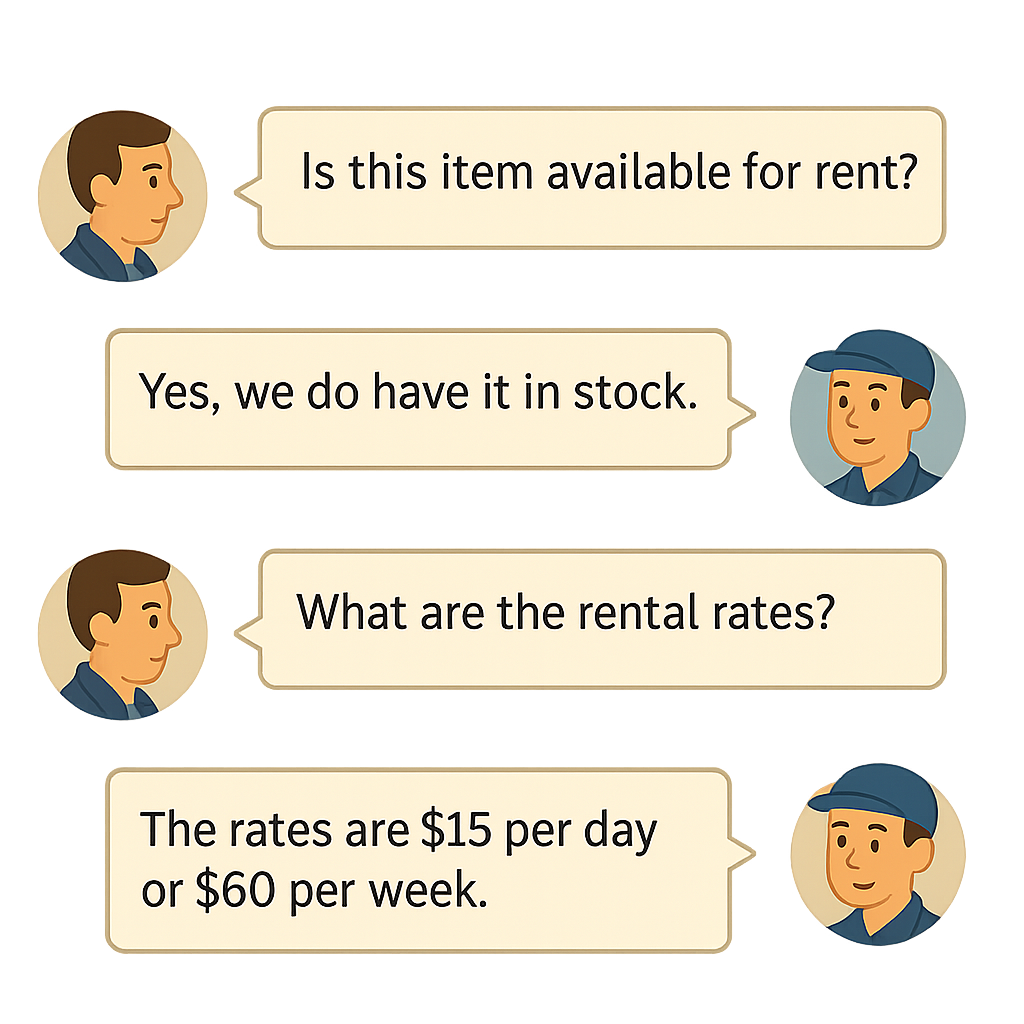 Is this item available for rent?
Yes, we do have it in stock.
What are the rental rates?
The rates are $15 per day
or $60 per week.